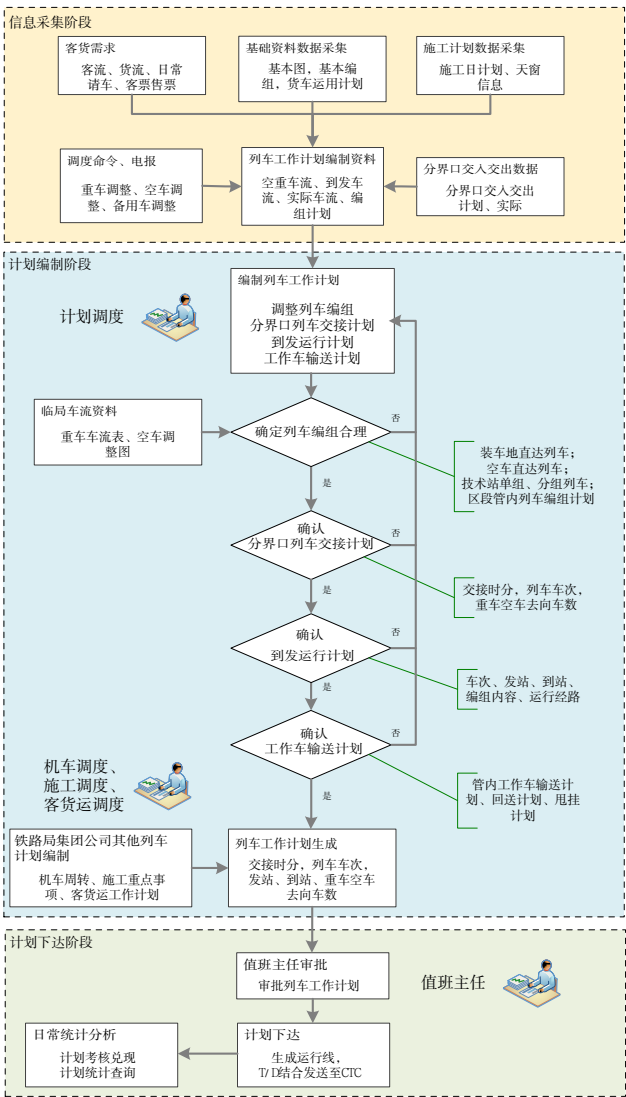 信息采集阶段
客货需求
客流、货流、日常
请车、客票售票
基础资料数据采集
基本图，基本编
组，货车运用计划
施工计划数据采集
施工日计划、天窗
信息
调度命令、电报
重车调整、空车调
整、备用车调整
列车工作计划编制资料
空重车流、到发车
流、实际车流、编
组计划
分界口交入交出数据
分界口交入交出
计划、实际
计划编制阶段
计划调度
编制列车工作计划
调整列车编组
分界口列车交接计划
到发运行计划
工作车输送计划
临局车流资料
重车车流表、空车调
整图
确定列车编组合理
否
是
装车地直达列车；
空车直达列车；
技术站单组、分组列车；
区段管内列车编组计划
确认
分界口列车交接计划
否
是
交接时分，列车车次，
重车空车去向车数
确认
到发运行计划
否
是
车次、发站、到站、
编组内容、运行经路
确认
工作车输送计划
否
是
管内工作车输送计
划、回送计划、甩挂
计划
机车调度、
施工调度、
客货运调度
铁路局集团公司其他列车
计划编制
机车周转、施工重点事
项、客货运工作计划
列车工作计划生成
交接时分，列车车次，
发站、到站、重车空车
去向车数
计划下达阶段
值班主任审批
审批列车工作计划
值班主任
日常统计分析
计划考核兑现
计划统计查询
计划下达
生成运行线，
T/D结合发送至CTC